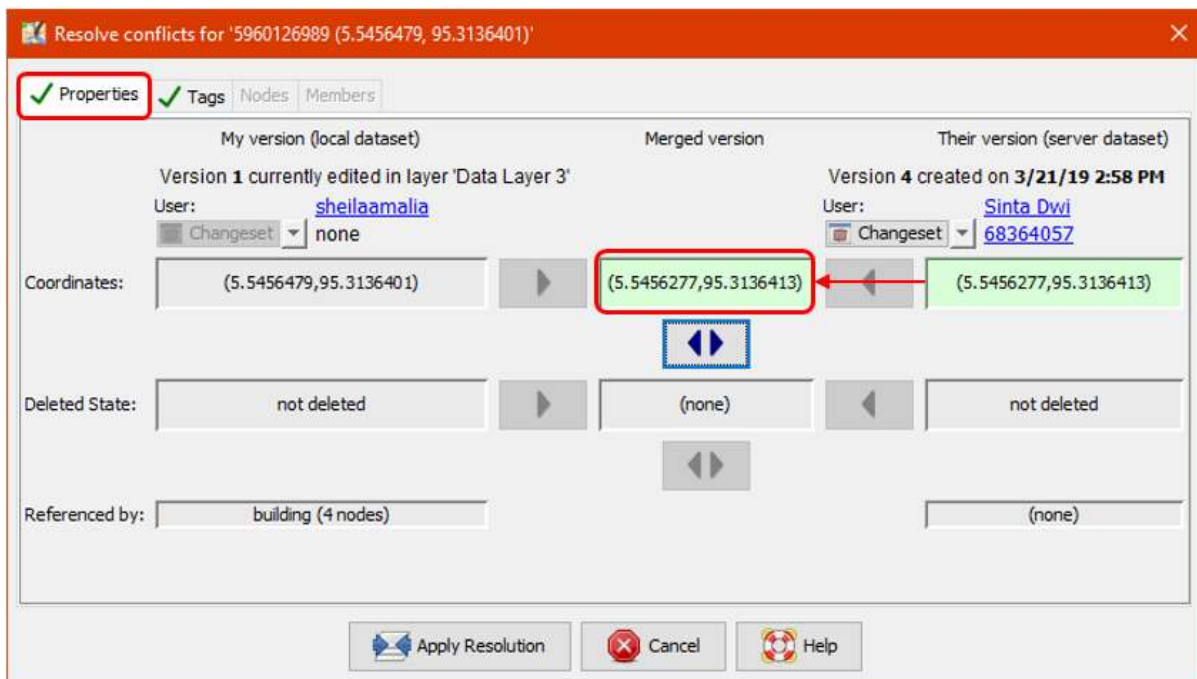 Resolve conflicts for '5960126989 (5.5456479, 95.3136401)'
Properties Tags Nodes Members
My version (local dataset) Merged version Their version (server dataset)
Version 1 currently edited in layer 'Data Layer 3' Version 4 created on 3/21/19 2:58 PM
User: sheilaamalia User: Sinta Dwi
Changeset none Changeset 68364057
Coordinates: (5.5456479,95.3136401) (5.5456277,95.3136413) (5.5456277,95.3136413)
Deleted State: not deleted (none) not deleted
Referenced by: building (4 nodes) (none)
Apply Resolution Cancel Help